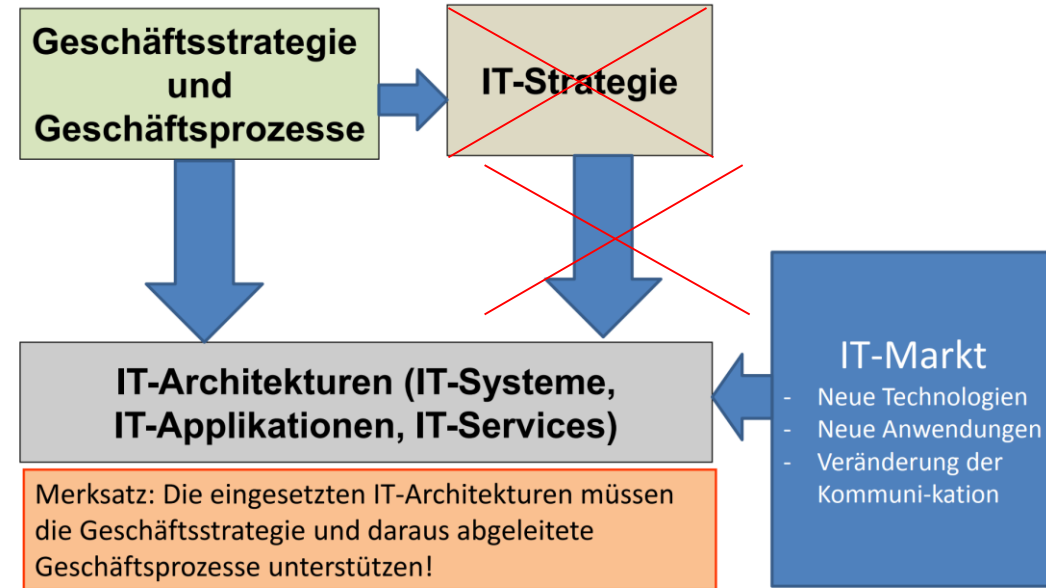 Geschäftsstrategie
und
Geschäftsprozesse
IT-Strategie
IT-Architekturen (IT-Systeme,
IT-Applikationen, IT-Services)
IT-Markt
- Neue Technologien
- Neue Anwendungen
- Veränderung der
Kommuni-kation
Merksatz: Die eingesetzten IT-Architekturen müssen
die Geschäftsstrategie und daraus abgeleitete
Geschäftsprozesse unterstützen!